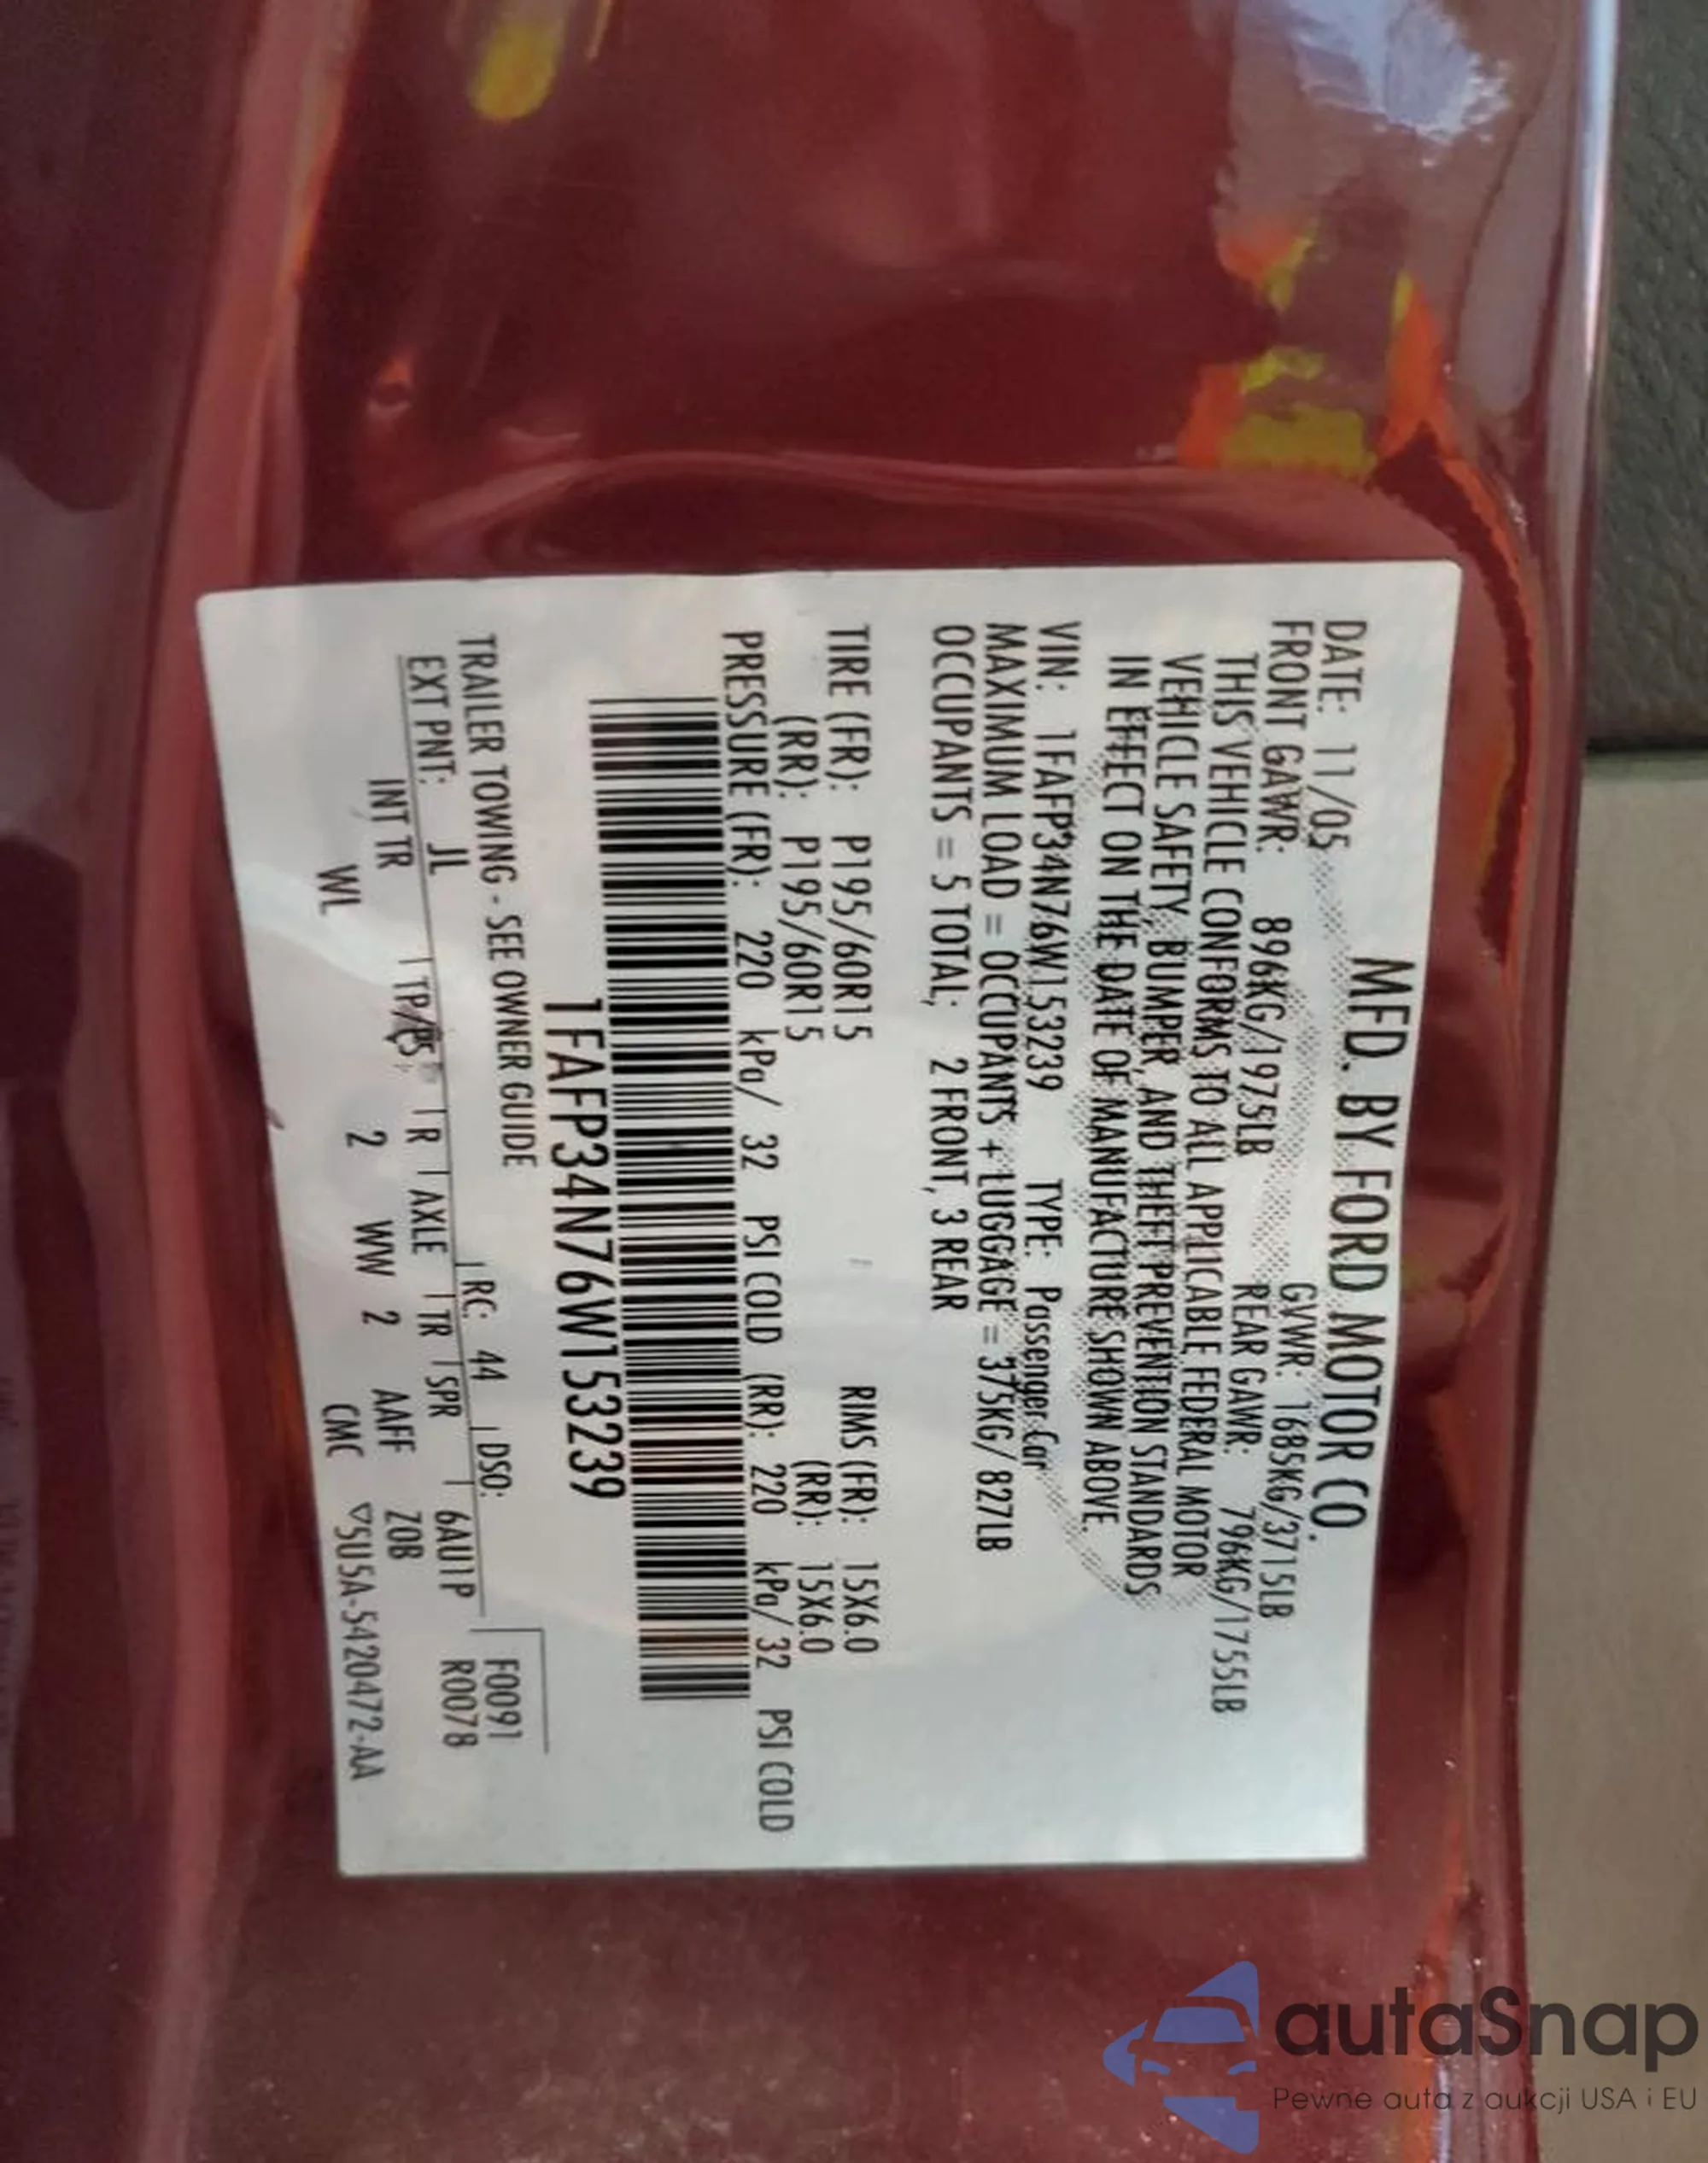 MFD. BY FORD MOTOR CO.
DATE: 11/05 GVWR: 1685KG/3715LB
FRONT GAWR: 896KG/1975LB REAR GAWR: 796KG/1755LB
THIS VEHICLE CONFORMS TO ALL APPLICABLE FEDERAL MOTOR
VEHICLE SAFETY, BUMPER, AND THEFT PREVENTION STANDARDS
IN EFFECT ON THE DATE OF MANUFACTURE SHOWN ABOVE.
VIN: 1FAFP34N76W153239 TYPE: Passenger Car
MAXIMUM LOAD = OCCUPANTS + LUGGAGE = 375KG/ 827LB
OCCUPANTS = 5 TOTAL; 2 FRONT, 3 REAR
TIRE (FR): P195/60R15 RIMS (FR): 15X6.0
(RR): P195/60R15 (RR): 15X6.0
PRESSURE (FR): 220 kPa/ 32 PSI COLD (RR): 220 kPa/ 32 PSI COLD
1FAFP34N76W153239
TRAILER TOWING - SEE OWNER GUIDE
F0091
RC: 44 DSO: R0078
EXT PNT: JL 6AU1P
INT TR TP/PS R AXLE TR SPR
WL 2 WW 2 AAFF ZOB
CMC ▽5U5A-5420472-AA
autaSnap
Pewne auta z aukcji USA i EU